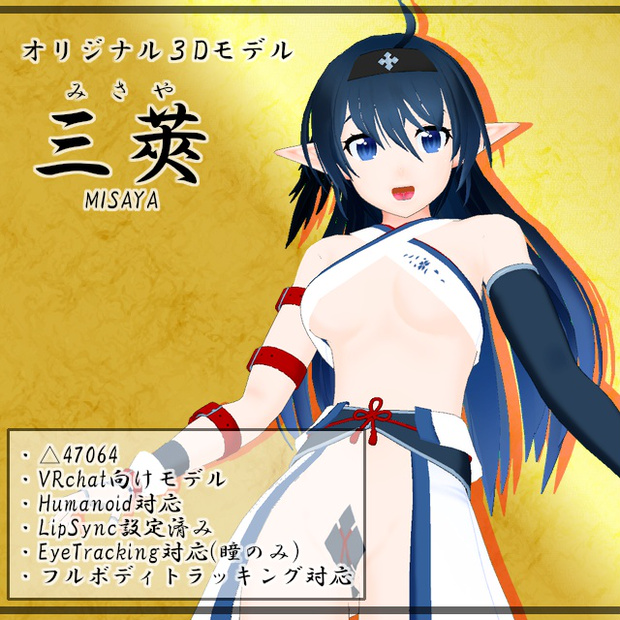 オリジナル3Dモデル
みさや
三莢
MISAYA
・△47064
・VRchat向けモデル
・Humanoid対応
・LipSync設定済み
・EyeTracking対応(瞳のみ)
・フルボディトラッキング対応